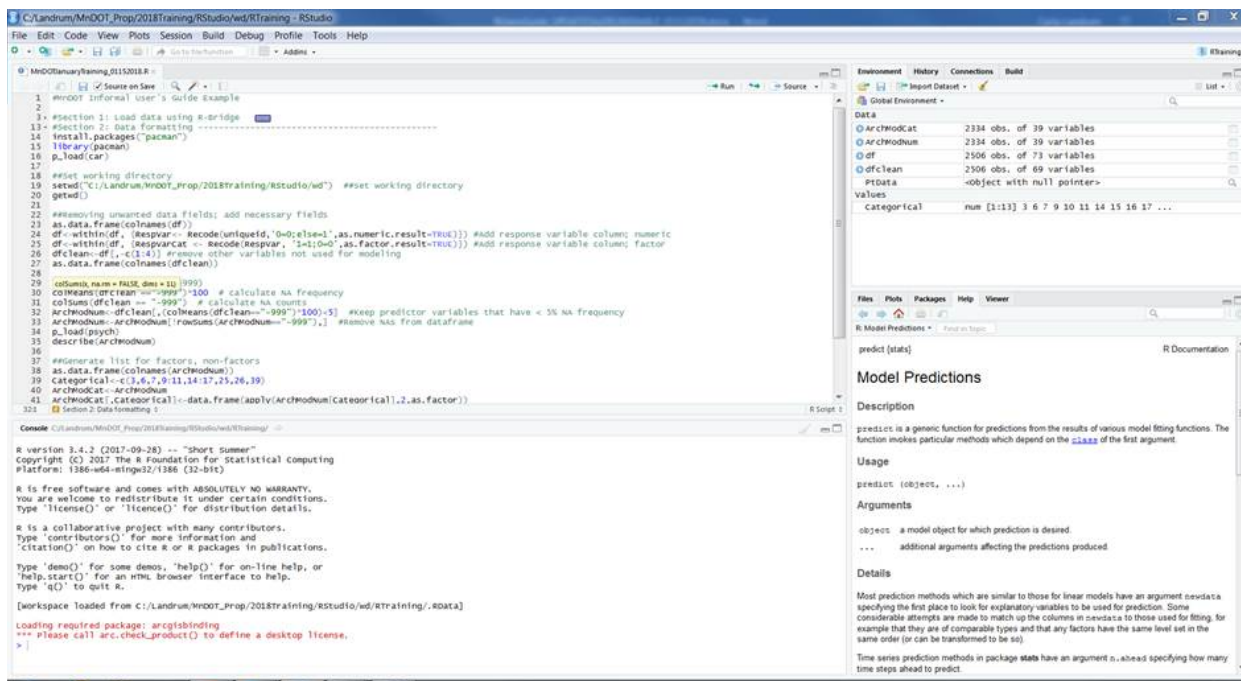 C:/Landrum/MnDOT_Prop/2018Training/RStudio/wd/RTraining - RStudio
File Edit Code View Plots Session Build Debug Profile Tools Help
Go to file/function
Addins
RTraining
MnDOTJanuaryTraining_01152018.R
Source on Save
Run
Source
1 #MnDOT Informal User's Guide Example
2
3 #Section 1: Load data using R-Bridge
13 #Section 2: Data formatting ------------------------------------------------
14 install.packages("pacman")
15 library(pacman)
16 p_load(car)
17
18 ##Set working directory
19 setwd("C:/Landrum/MnDOT_Prop/2018Training/RStudio/wd") ##Set working directory
20 getwd()
21
22 ##Removing unwanted data fields; add necessary fields
23 as.data.frame(colnames(df))
24 df<-within(df, {Respvar<- Recode(uniqueid,'0=0;else=1',as.numeric.result=TRUE)}) #Add response variable column; numeric
25 df<-within(df, {RespvarCat <- Recode(Respvar, '1=1;0=0',as.factor.result=TRUE)}) #Add response variable column; factor
26 dfclean<-df[,-c(1:4)] #remove other variables not used for modeling
27 as.data.frame(colnames(dfclean))
28
29 colSums(x, na.rm = FALSE, dims = 1L) 999)
30 colMeans(dfclean == "-999")*100 # calculate NA frequency
31 colSums(dfclean == "-999") # calculate NA counts
32 ArchModNum<-dfclean[,(colMeans(dfclean=="-999")*100)<5] #Keep predictor variables that have < 5% NA frequency
33 ArchModNum<-ArchModNum[!rowSums(ArchModNum=="-999"),] #Remove NAs from dataframe
34 p_load(psych)
35 describe(ArchModNum)
36
37 ##Generate list for factors, non-factors
38 as.data.frame(colnames(ArchModNum))
39 Categorical<-c(3,6,7,9:11,14:17,25,26,39)
40 ArchModCat<-ArchModNum
41 ArchModCat[,Categorical]<-data.frame(apply(ArchModNum[Categorical],2,as.factor))
32:1 Section 2: Data formatting
R Script
Console C:/Landrum/MnDOT_Prop/2018Training/RStudio/wd/RTraining/
R version 3.4.2 (2017-09-28) -- "Short Summer"
Copyright (C) 2017 The R Foundation for Statistical Computing
Platform: i386-w64-mingw32/i386 (32-bit)
R is free software and comes with ABSOLUTELY NO WARRANTY.
You are welcome to redistribute it under certain conditions.
Type 'license()' or 'licence()' for distribution details.
R is a collaborative project with many contributors.
Type 'contributors()' for more information and
'citation()' on how to cite R or R packages in publications.
Type 'demo()' for some demos, 'help()' for on-line help, or
'help.start()' for an HTML browser interface to help.
Type 'q()' to quit R.
[Workspace loaded from C:/Landrum/MnDOT_Prop/2018Training/RStudio/wd/RTraining/.RData]
Loading required package: arcgisbinding
*** Please call arc.check_product() to define a desktop license.
>
Environment History Connections Build
Import Dataset
List
Global Environment
Data
ArchModCat 2334 obs. of 39 variables
ArchModNum 2334 obs. of 39 variables
df 2506 obs. of 73 variables
dfclean 2506 obs. of 69 variables
PtData <Object with null pointer>
Values
Categorical num [1:13] 3 6 7 9 10 11 14 15 16 17 ...
Files Plots Packages Help Viewer
R: Model Predictions Find in Topic
predict {stats} R Documentation
Model Predictions
Description
predict is a generic function for predictions from the results of various model fitting functions. The
function invokes particular methods which depend on the class of the first argument.
Usage
predict (object, ...)
Arguments
object a model object for which prediction is desired.
... additional arguments affecting the predictions produced.
Details
Most prediction methods which are similar to those for linear models have an argument newdata
specifying the first place to look for explanatory variables to be used for prediction. Some
considerable attempts are made to match up the columns in newdata to those used for fitting, for
example that they are of comparable types and that any factors have the same level set in the
same order (or can be transformed to be so).
Time series prediction methods in package stats have an argument n.ahead specifying how many
time steps ahead to predict.